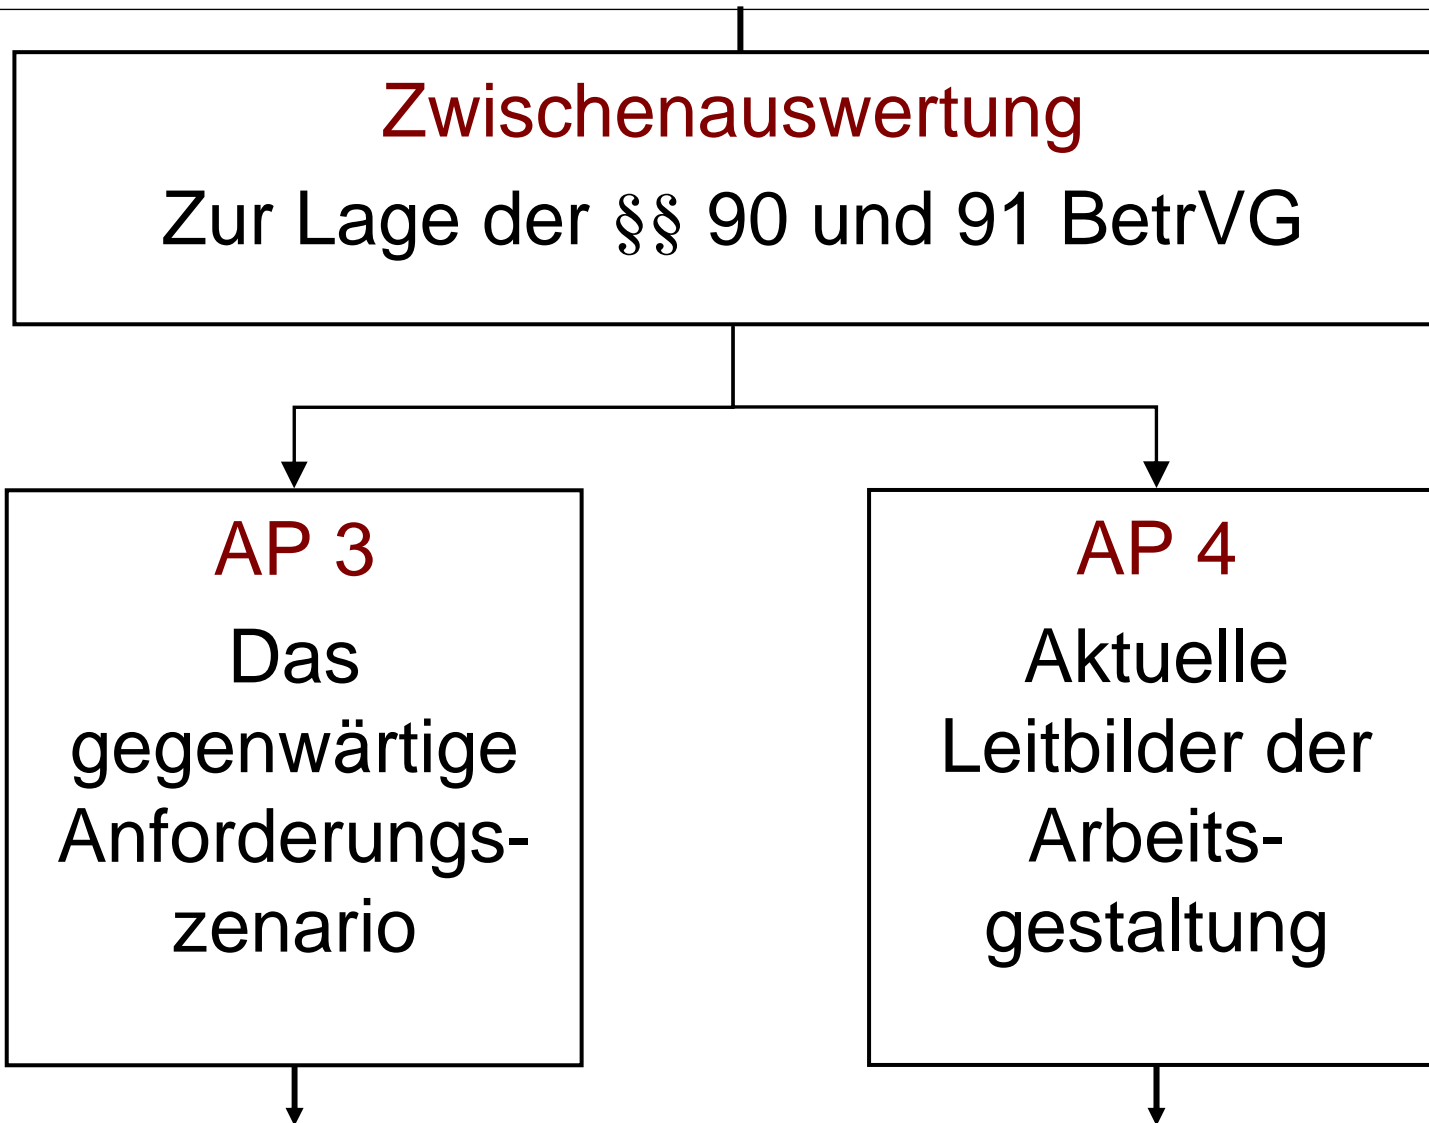 Zwischenauswertung
Zur Lage der §§ 90 und 91 BetrVG
AP 3
Das
gegenwärtige
Anforderungs-
zenario
AP 4
Aktuelle
Leitbilder der
Arbeits-
gestaltung